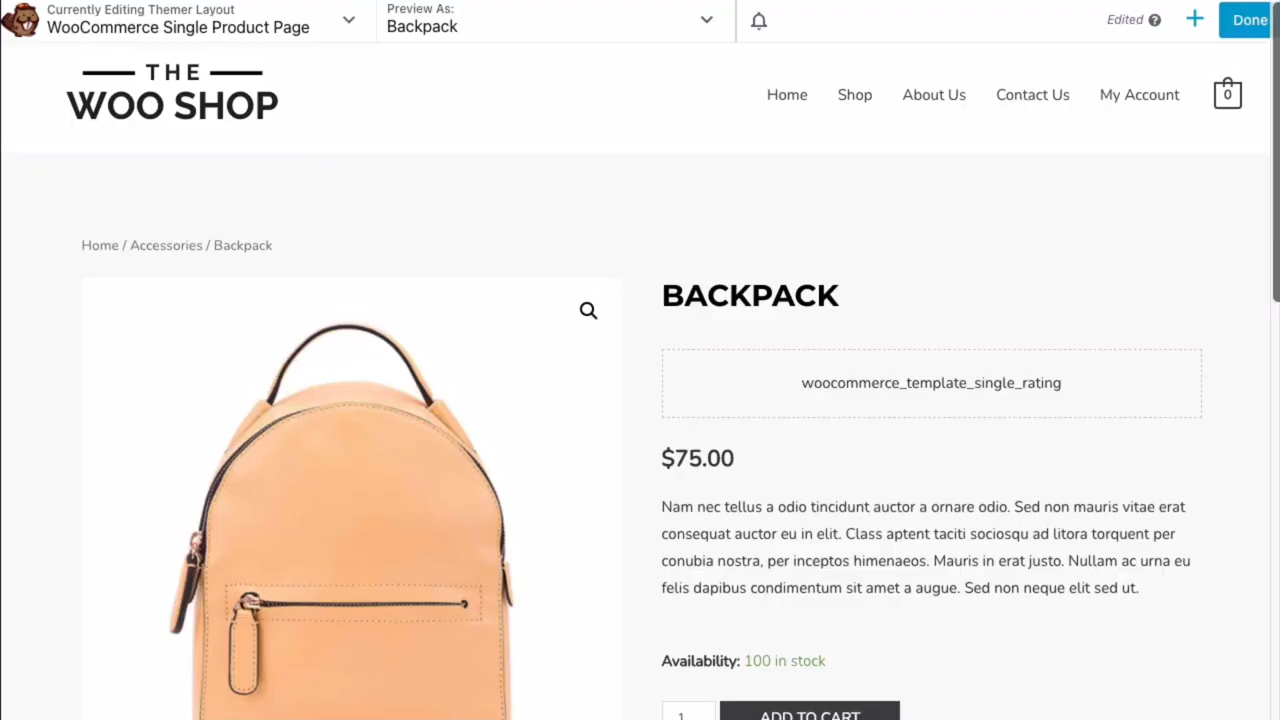 Currently Editing Themer Layout
WooCommerce Single Product Page
Preview As:
Backpack
Edited
Done
THE
WOO SHOP
Home
Shop
About Us
Contact Us
My Account
0
Home / Accessories / Backpack
BACKPACK
woocommerce_template_single_rating
$75.00
Nam nec tellus a odio tincidunt auctor a ornare odio. Sed non mauris vitae erat
consequat auctor eu in elit. Class aptent taciti sociosqu ad litora torquent per
conubia nostra, per inceptos himenaeos. Mauris in erat justo. Nullam ac urna eu
felis dapibus condimentum sit amet a augue. Sed non neque elit sed ut.
Availability: 100 in stock
1
ADD TO CART